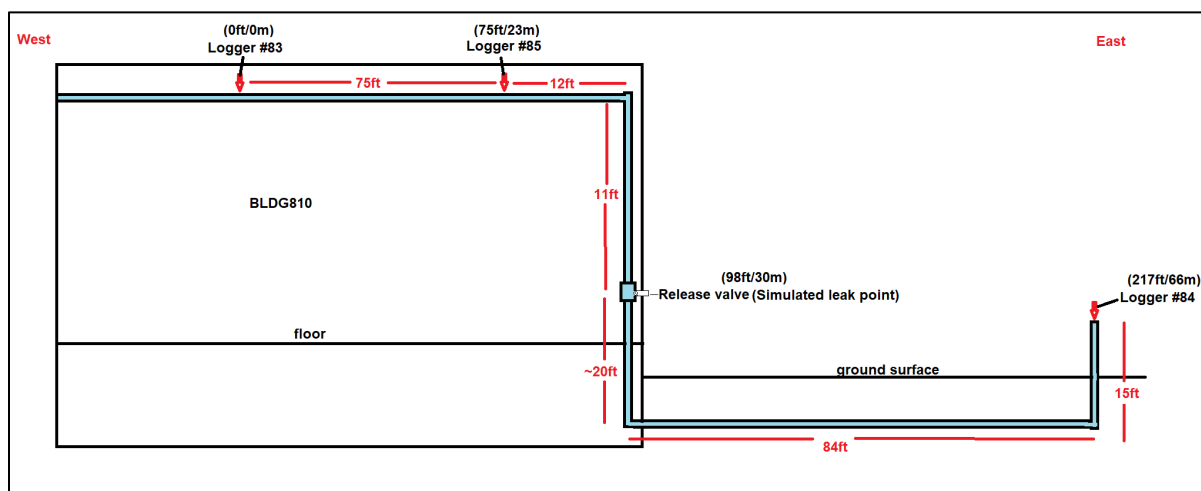 West
(0ft/0m)
Logger #83
(75ft/23m)
Logger #85
East
75ft
12ft
11ft
BLDG810
(98ft/30m)
Release valve (Simulated leak point)
(217ft/66m)
Logger #84
floor
~20ft
ground surface
15ft
84ft